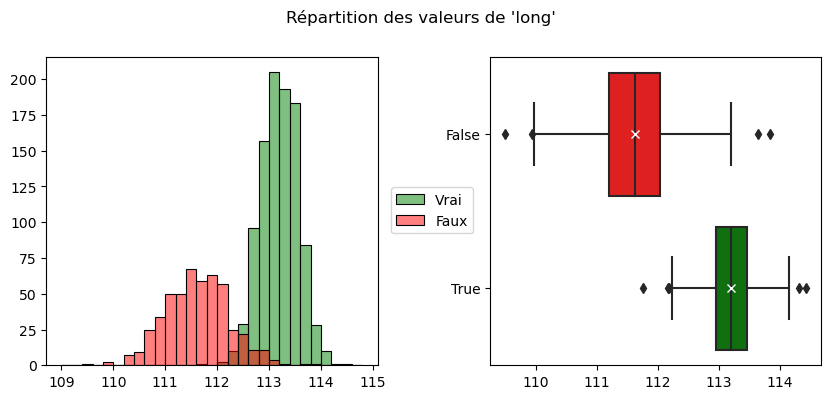 Répartition des valeurs de 'long'
200
175
150
125
100
75
50
25
0
109 110 111 112 113 114 115
Vrai
Faux
False
True
110 111 112 113 114